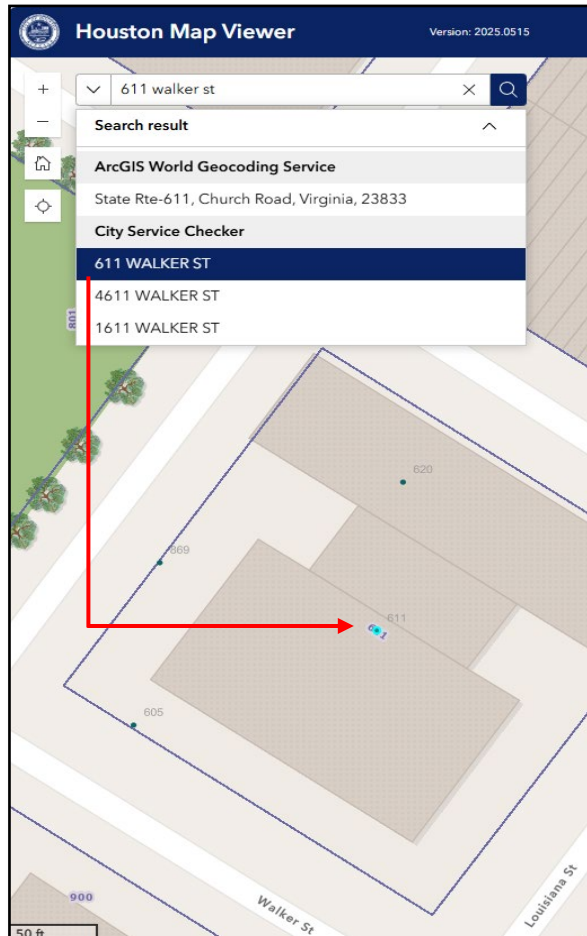 Houston Map Viewer
Version: 2025.0515
+
611 walker st
−
Search result
ArcGIS World Geocoding Service
State Rte-611, Church Road, Virginia, 23833
City Service Checker
611 WALKER ST
4611 WALKER ST
801
1611 WALKER ST
620
869
611
605
900
Walker St
Louisiana St
50 ft